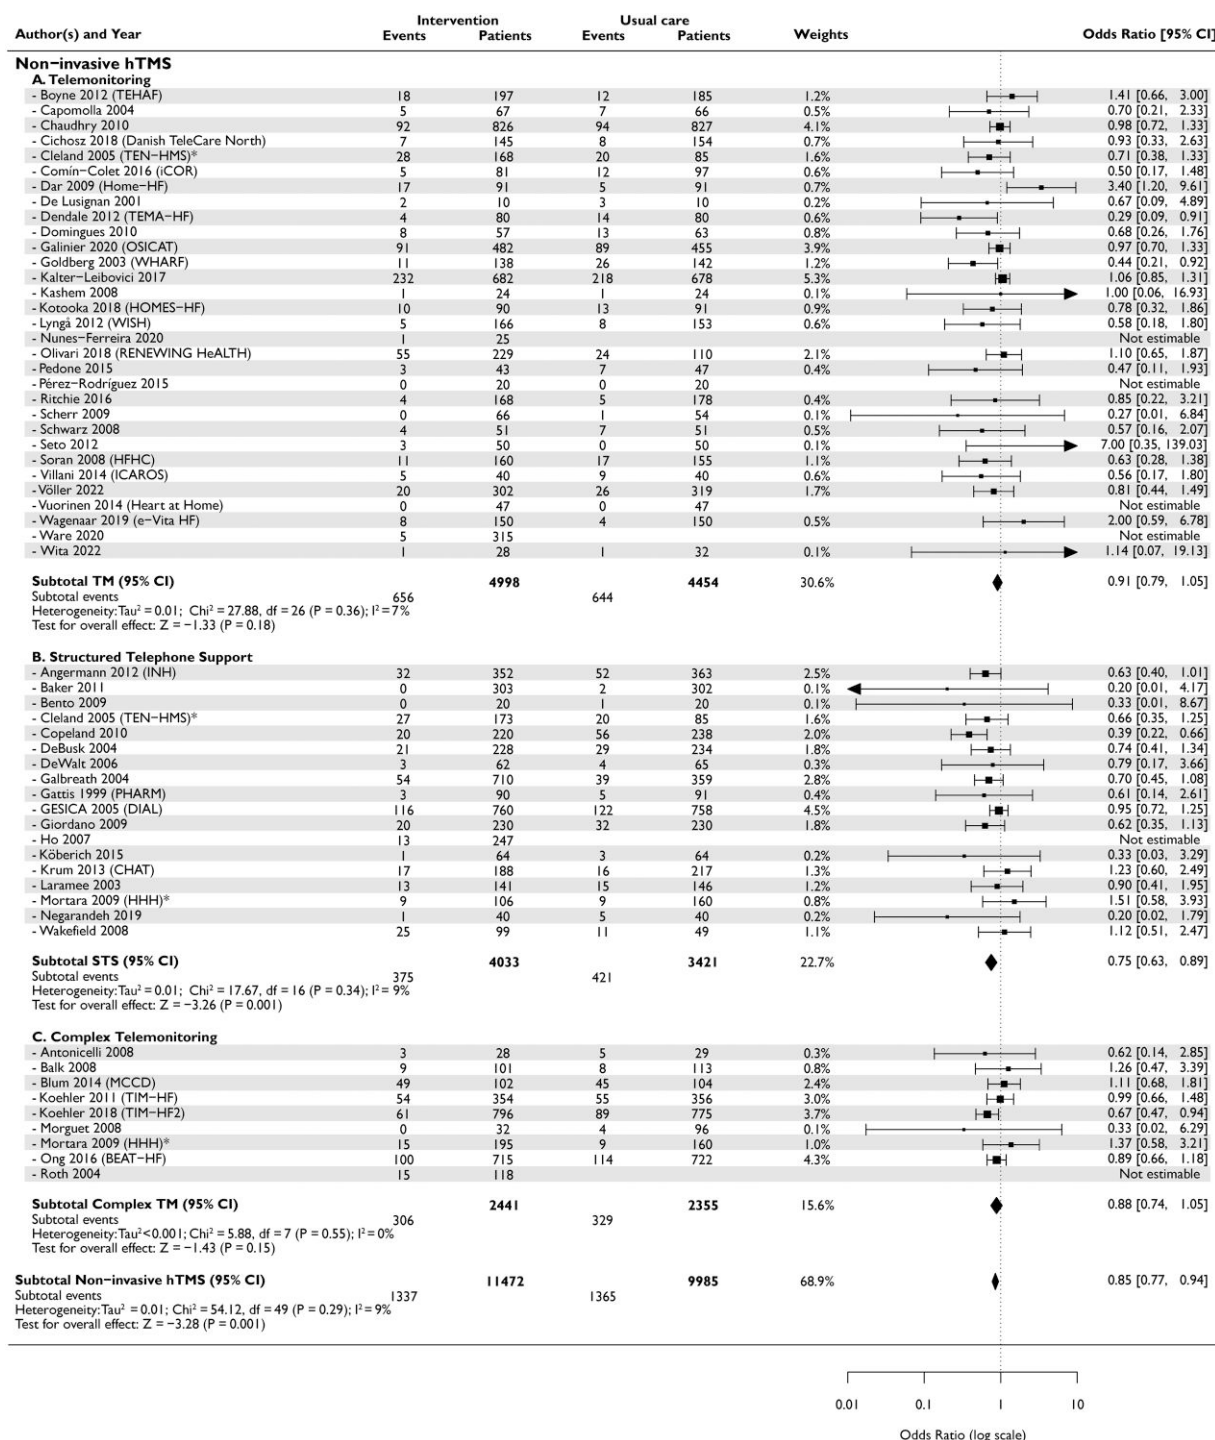 Intervention Usual care
Author(s) and Year Events Patients Events Patients Weights Odds Ratio [95% CI]
Non−invasive hTMS
A. Telemonitoring
- Boyne 2012 (TEHAF) 18 197 12 185 1.2% 1.41 [0.66, 3.00]
- Capomolla 2004 5 67 7 66 0.5% 0.70 [0.21, 2.33]
- Chaudhry 2010 92 826 94 827 4.1% 0.98 [0.72, 1.33]
- Cichosz 2018 (Danish TeleCare North) 7 145 8 154 0.7% 0.93 [0.33, 2.63]
- Cleland 2005 (TEN−HMS)* 28 168 20 85 1.6% 0.71 [0.38, 1.33]
- Comín−Colet 2016 (iCOR) 5 81 12 97 0.6% 0.50 [0.17, 1.48]
- Dar 2009 (Home−HF) 17 91 5 91 0.7% 3.40 [1.20, 9.61]
- De Lusignan 2001 2 10 3 10 0.2% 0.67 [0.09, 4.89]
- Dendale 2012 (TEMA−HF) 4 80 14 80 0.6% 0.29 [0.09, 0.91]
- Domingues 2010 8 57 13 63 0.8% 0.68 [0.26, 1.76]
- Galinier 2020 (OSICAT) 91 482 89 455 3.9% 0.97 [0.70, 1.33]
- Goldberg 2003 (WHARF) 11 138 26 142 1.2% 0.44 [0.21, 0.92]
- Kalter−Leibovici 2017 232 682 218 678 5.3% 1.06 [0.85, 1.31]
- Kashem 2008 1 24 1 24 0.1% 1.00 [0.06, 16.93]
- Kotooka 2018 (HOMES−HF) 10 90 13 91 0.9% 0.78 [0.32, 1.86]
- Lyngå 2012 (WISH) 5 166 8 153 0.6% 0.58 [0.18, 1.80]
- Nunes−Ferreira 2020 1 25 Not estimable
- Olivari 2018 (RENEWING HeALTH) 55 229 24 110 2.1% 1.10 [0.65, 1.87]
- Pedone 2015 3 43 7 47 0.4% 0.47 [0.11, 1.93]
- Pérez−Rodríguez 2015 0 20 0 20 Not estimable
- Ritchie 2016 4 168 5 178 0.4% 0.85 [0.22, 3.21]
- Scherr 2009 0 66 1 54 0.1% 0.27 [0.01, 6.84]
- Schwarz 2008 4 51 7 51 0.5% 0.57 [0.16, 2.07]
- Seto 2012 3 50 0 50 0.1% 7.00 [0.35, 139.03]
- Soran 2008 (HFHC) 11 160 17 155 1.1% 0.63 [0.28, 1.38]
- Villani 2014 (ICAROS) 5 40 9 40 0.6% 0.56 [0.17, 1.80]
- Völler 2022 20 302 26 319 1.7% 0.81 [0.44, 1.49]
- Vuorinen 2014 (Heart at Home) 0 47 0 47 Not estimable
- Wagenaar 2019 (e−Vita HF) 8 150 4 150 0.5% 2.00 [0.59, 6.78]
- Ware 2020 5 315 Not estimable
- Wita 2022 1 28 1 32 0.1% 1.14 [0.07, 19.13]
Subtotal TM (95% CI) 4998 4454 30.6% 0.91 [0.79, 1.05]
Subtotal events 656 644
Heterogeneity: Tau² = 0.01; Chi² = 27.88, df = 26 (P = 0.36); I² = 7%
Test for overall effect: Z = −1.33 (P = 0.18)
B. Structured Telephone Support
- Angermann 2012 (INH) 32 352 52 363 2.5% 0.63 [0.40, 1.01]
- Baker 2011 0 303 2 302 0.1% 0.20 [0.01, 4.17]
- Bento 2009 0 20 1 20 0.1% 0.33 [0.01, 8.67]
- Cleland 2005 (TEN−HMS)* 27 173 20 85 1.6% 0.66 [0.35, 1.25]
- Copeland 2010 20 220 56 238 2.0% 0.39 [0.22, 0.66]
- DeBusk 2004 21 228 29 234 1.8% 0.74 [0.41, 1.34]
- DeWalt 2006 3 62 4 65 0.3% 0.79 [0.17, 3.66]
- Galbreath 2004 54 710 39 359 2.8% 0.70 [0.45, 1.08]
- Gattis 1999 (PHARM) 3 90 5 91 0.4% 0.61 [0.14, 2.61]
- GESICA 2005 (DIAL) 116 760 122 758 4.5% 0.95 [0.72, 1.25]
- Giordano 2009 20 230 32 230 1.8% 0.62 [0.35, 1.13]
- Ho 2007 13 247 Not estimable
- Köberich 2015 1 64 3 64 0.2% 0.33 [0.03, 3.29]
- Krum 2013 (CHAT) 17 188 16 217 1.3% 1.23 [0.60, 2.49]
- Laramee 2003 13 141 15 146 1.2% 0.90 [0.41, 1.95]
- Mortara 2009 (HHH)* 9 106 9 160 0.8% 1.51 [0.58, 3.93]
- Negarandeh 2019 1 40 5 40 0.2% 0.20 [0.02, 1.79]
- Wakefield 2008 25 99 11 49 1.1% 1.12 [0.51, 2.47]
Subtotal STS (95% CI) 4033 3421 22.7% 0.75 [0.63, 0.89]
Subtotal events 375 421
Heterogeneity: Tau² = 0.01; Chi² = 17.67, df = 16 (P = 0.34); I² = 9%
Test for overall effect: Z = −3.26 (P = 0.001)
C. Complex Telemonitoring
- Antonicelli 2008 3 28 5 29 0.3% 0.62 [0.14, 2.85]
- Balk 2008 9 101 8 113 0.8% 1.26 [0.47, 3.39]
- Blum 2014 (MCCD) 49 102 45 104 2.4% 1.11 [0.68, 1.81]
- Koehler 2011 (TIM−HF) 54 354 55 356 3.0% 0.99 [0.66, 1.48]
- Koehler 2018 (TIM−HF2) 61 796 89 775 3.7% 0.67 [0.47, 0.94]
- Morguet 2008 0 32 4 96 0.1% 0.33 [0.02, 6.29]
- Mortara 2009 (HHH)* 15 195 9 160 1.0% 1.37 [0.58, 3.21]
- Ong 2016 (BEAT−HF) 100 715 114 722 4.3% 0.89 [0.66, 1.18]
- Roth 2004 15 118 Not estimable
Subtotal Complex TM (95% CI) 2441 2355 15.6% 0.88 [0.74, 1.05]
Subtotal events 306 329
Heterogeneity: Tau²<0.001; Chi² = 5.88, df = 7 (P = 0.55); I² = 0%
Test for overall effect: Z = −1.43 (P = 0.15)
Subtotal Non−invasive hTMS (95% CI) 11472 9985 68.9% 0.85 [0.77, 0.94]
Subtotal events 1337 1365
Heterogeneity: Tau² = 0.01; Chi² = 54.12, df = 49 (P = 0.29); I² = 9%
Test for overall effect: Z = −3.28 (P = 0.001)
0.01 0.1 1 10
Odds Ratio (log scale)